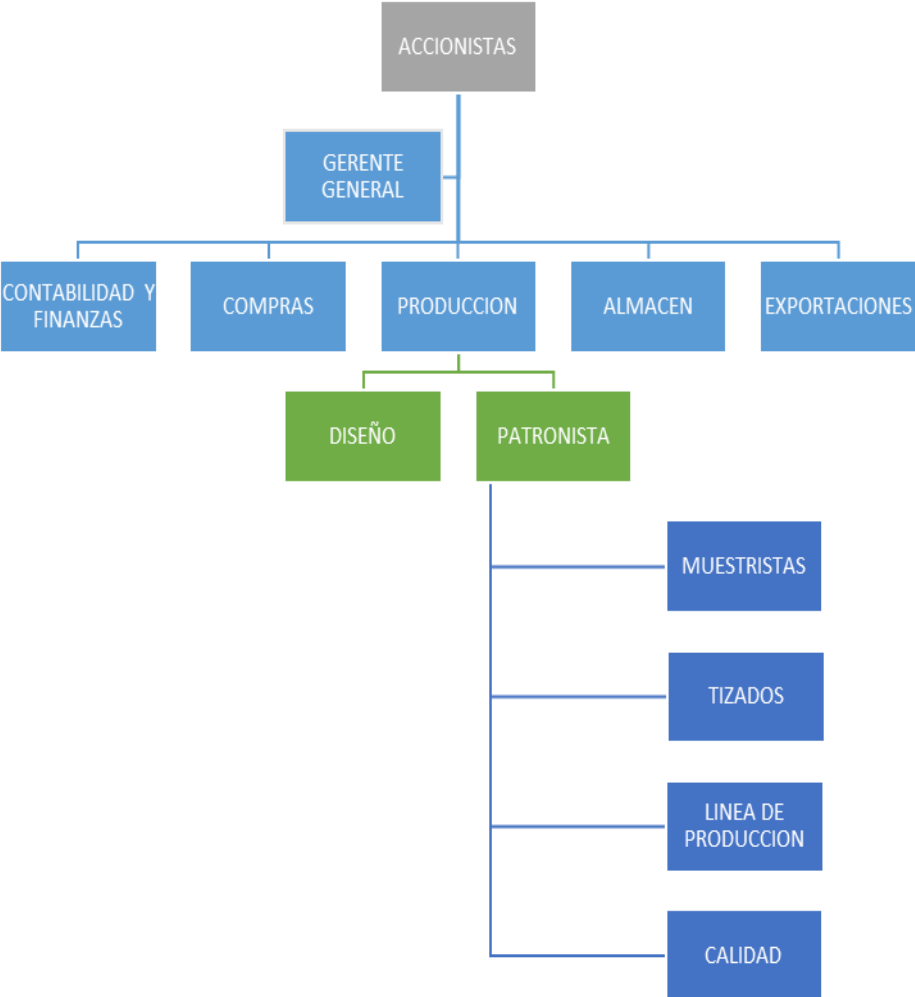 ACCIONISTAS
GERENTE
GENERAL
CONTABILIDAD Y
FINANZAS
COMPRAS
PRODUCCION
ALMACEN
EXPORTACIONES
DISEÑO
PATRONISTA
MUESTRISTAS
TIZADOS
LINEA DE
PRODUCCION
CALIDAD